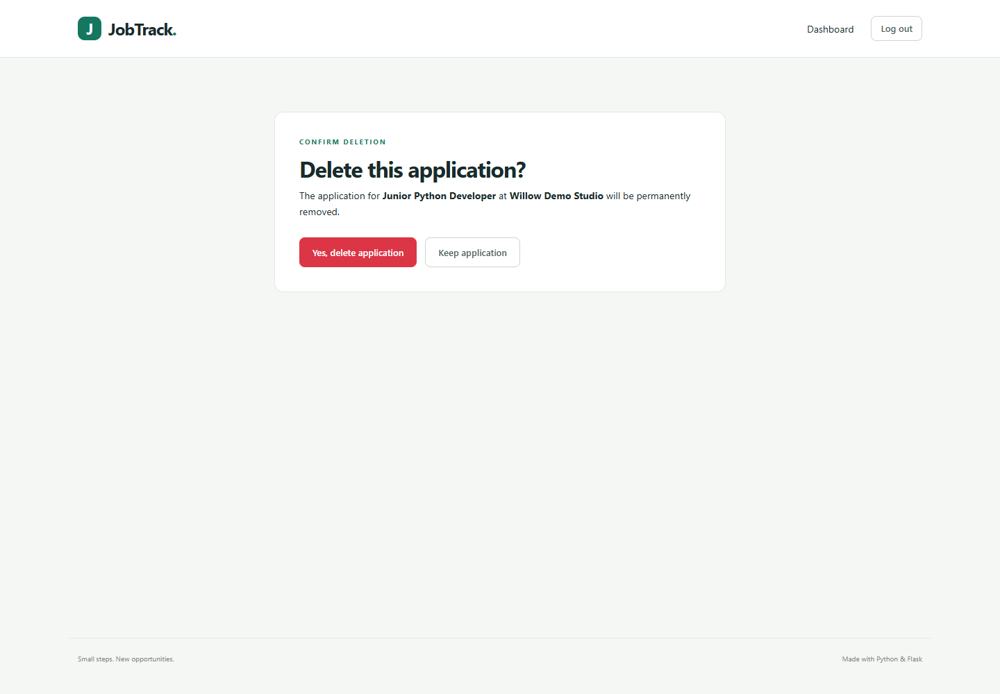 J JobTrack.
Dashboard
Log out
CONFIRM DELETION
Delete this application?
The application for Junior Python Developer at Willow Demo Studio will be permanently
removed.
Yes, delete application
Keep application
Small steps. New opportunities.
Made with Python & Flask